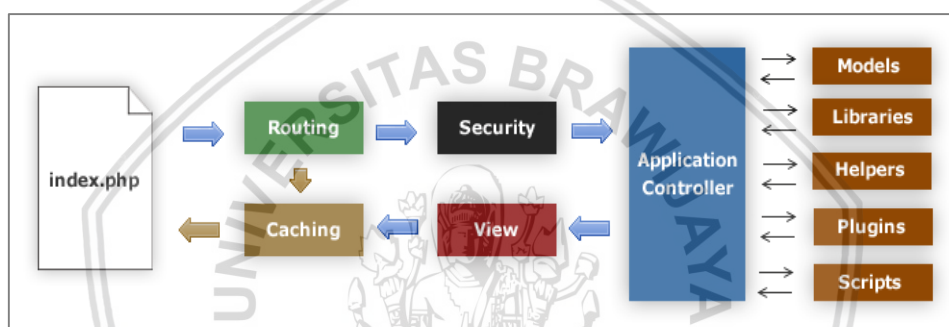 UNIVERSITAS BRAWIJAYA
index.php
Routing
Security
Caching
View
Application
Controller
Models
Libraries
Helpers
Plugins
Scripts